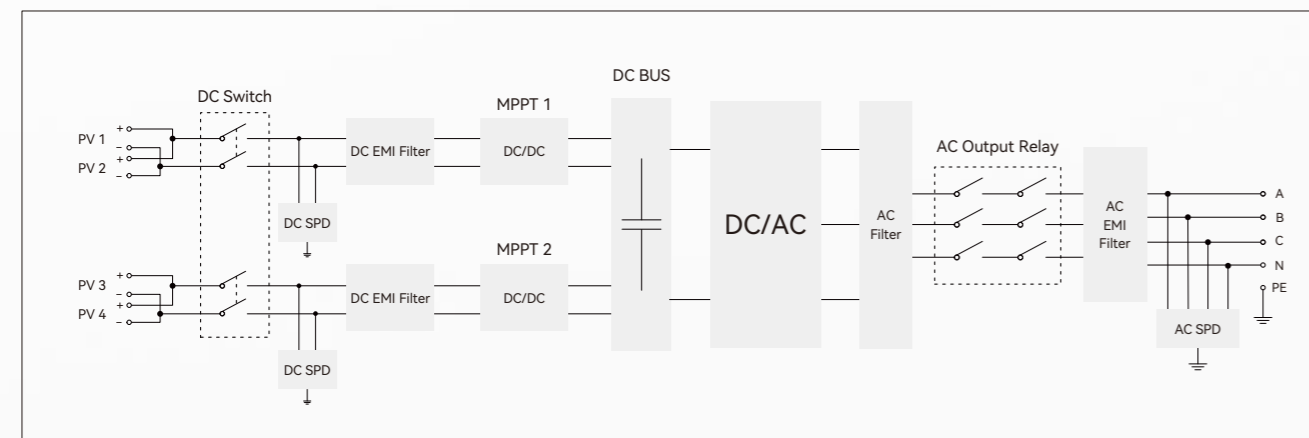 DC BUS
DC Switch
MPPT 1
PV 1
+
–
+
PV 2
–
DC EMI Filter
DC/DC
AC Output Relay
DC SPD
DC/AC
AC
Filter
AC
EMI
Filter
A
B
C
N
PE
MPPT 2
PV 3
+
–
+
PV 4
–
DC EMI Filter
DC/DC
AC SPD
DC SPD